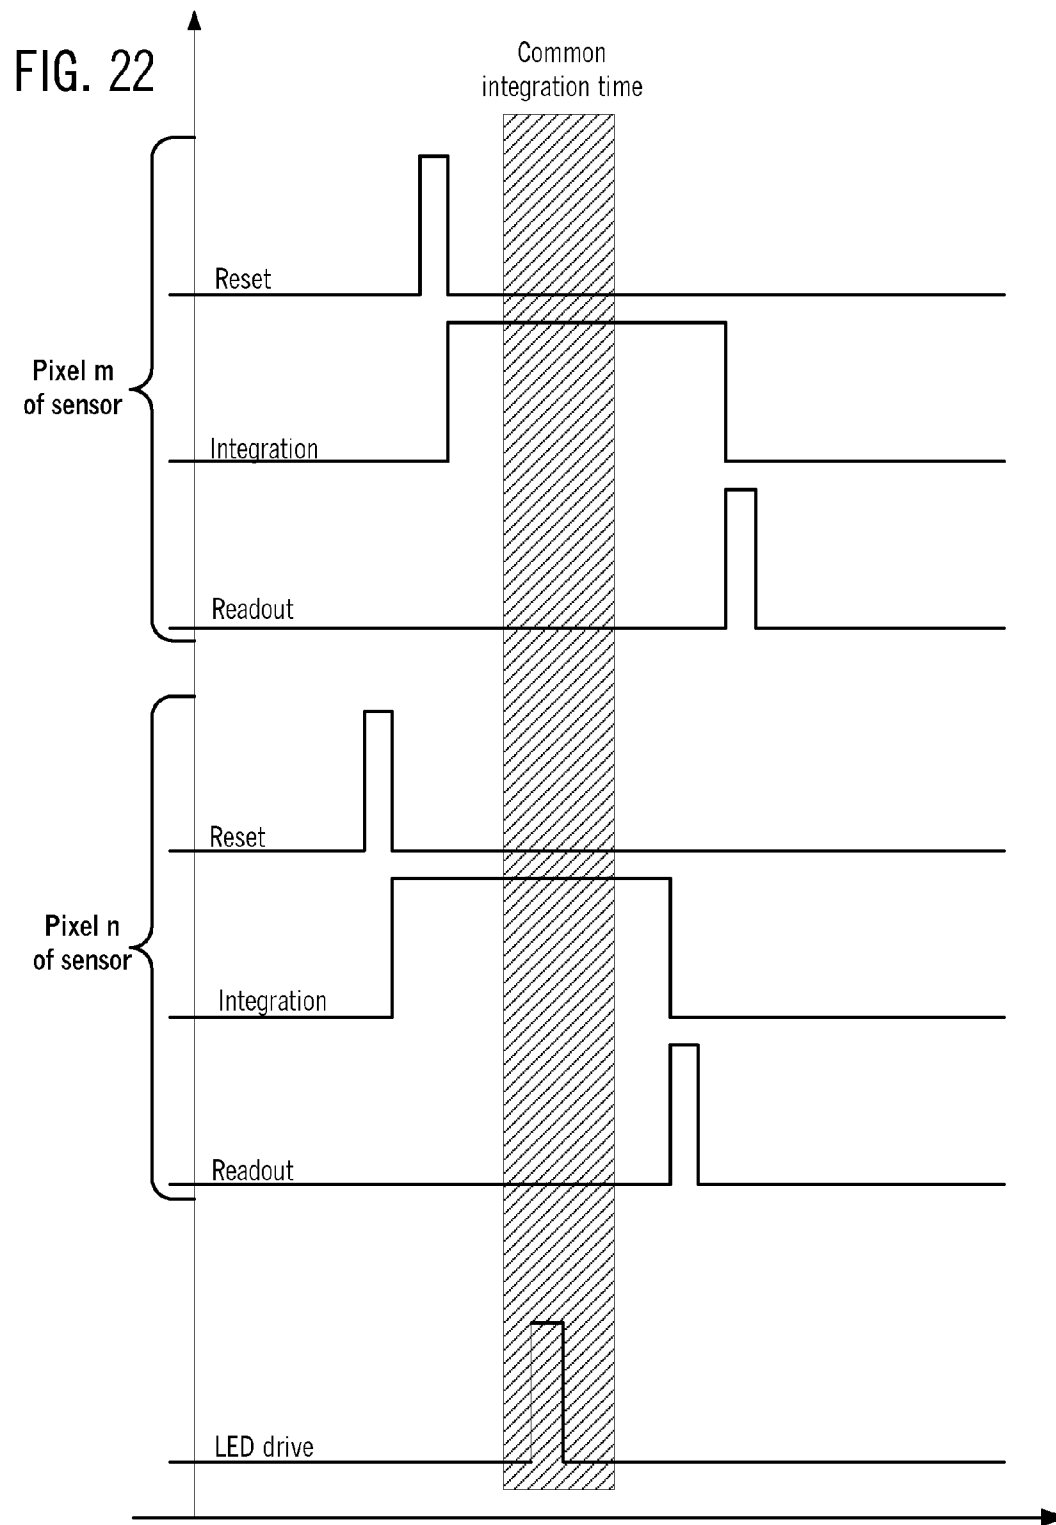 FIG. 22
Common
integration time
Reset
Pixel m
of sensor
Integration
Readout
Reset
Pixel n
of sensor
Integration
Readout
LED drive